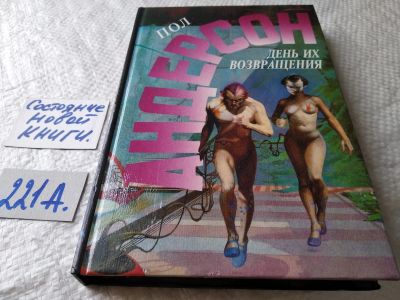 ПОЛ
АНДЕРСОН
ДЕНЬ ИХ
ВОЗВРАЩЕНИЯ
Состояние
новой
книги.
221А.